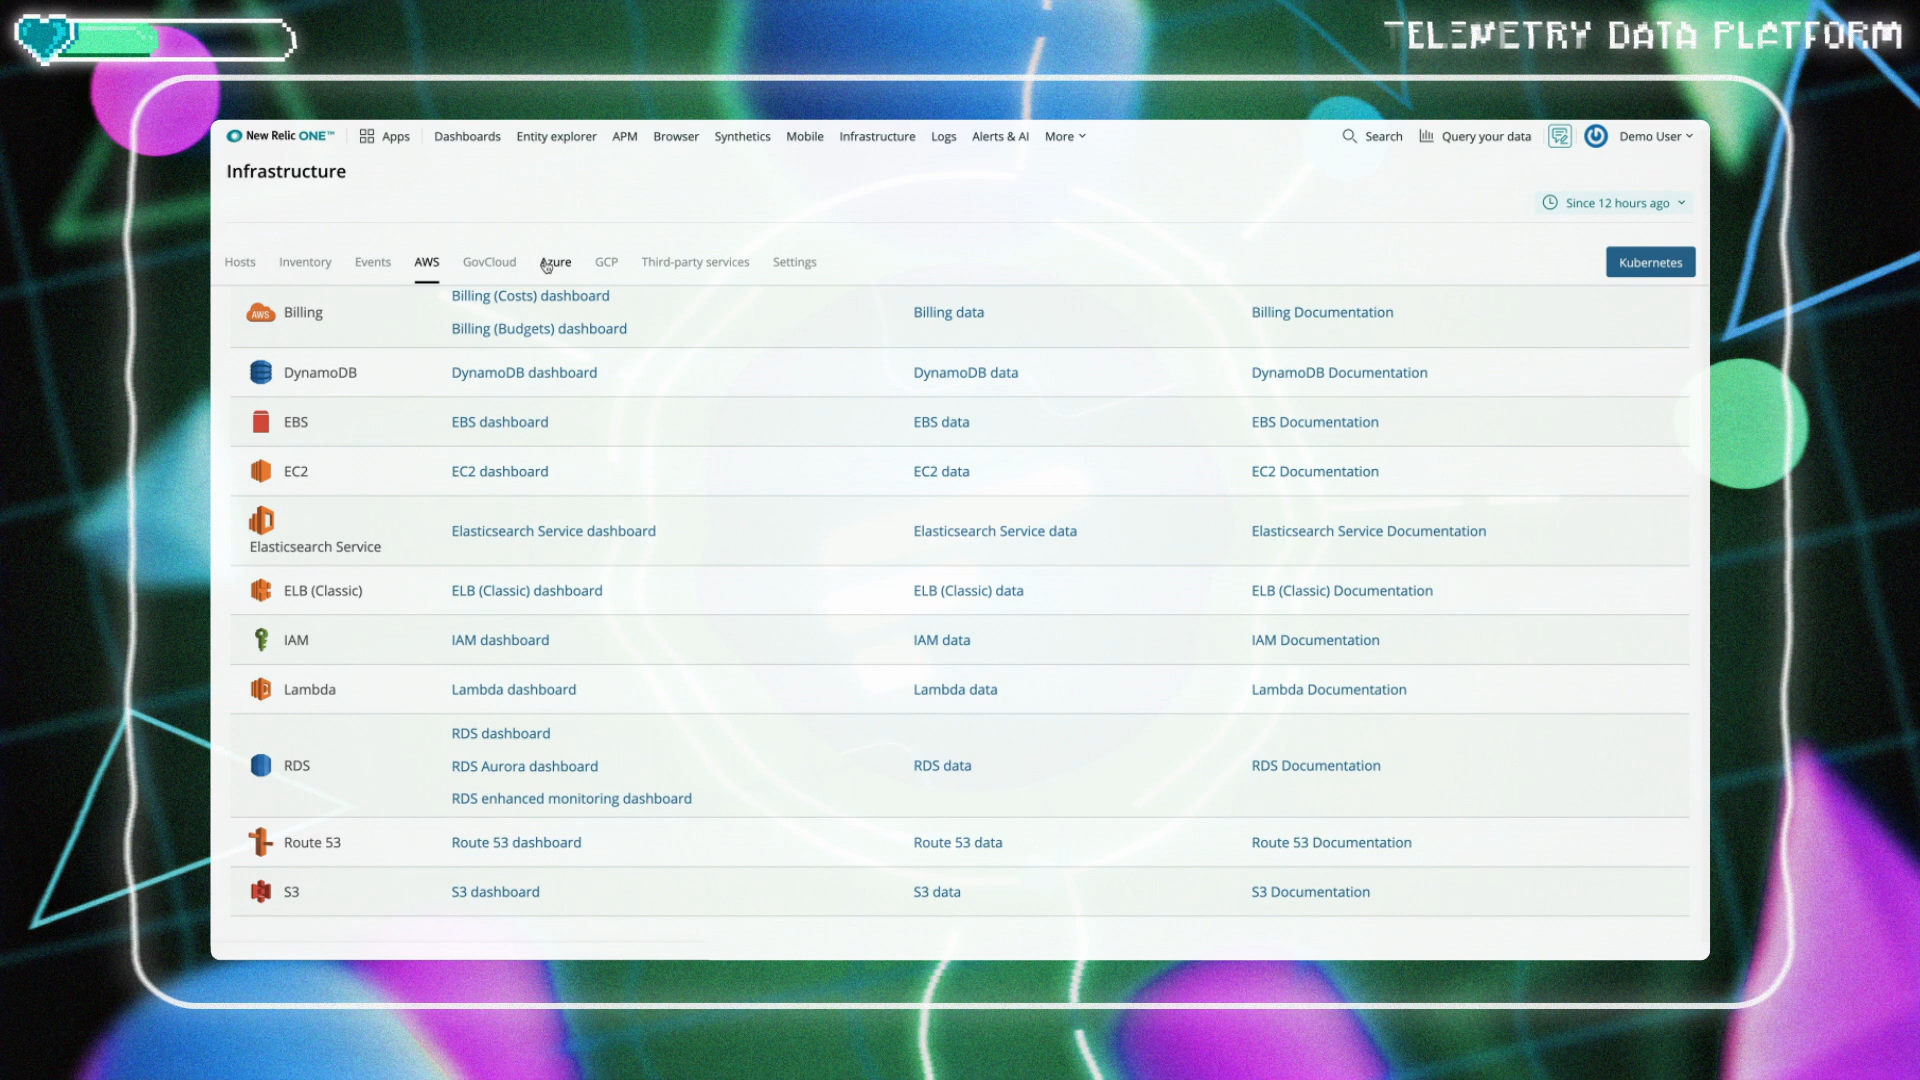 TELEMETRY DATA PLATFORM
New Relic ONE™ Apps Dashboards Entity explorer APM Browser Synthetics Mobile Infrastructure Logs Alerts & AI More Search Query your data Demo User
Infrastructure
Since 12 hours ago
Hosts Inventory Events AWS GovCloud Azure GCP Third-party services Settings Kubernetes
Billing (Costs) dashboard
AWS Billing Billing data Billing Documentation
Billing (Budgets) dashboard
DynamoDB DynamoDB dashboard DynamoDB data DynamoDB Documentation
EBS EBS dashboard EBS data EBS Documentation
EC2 EC2 dashboard EC2 data EC2 Documentation
Elasticsearch Service dashboard Elasticsearch Service data Elasticsearch Service Documentation
Elasticsearch Service
ELB (Classic) ELB (Classic) dashboard ELB (Classic) data ELB (Classic) Documentation
IAM IAM dashboard IAM data IAM Documentation
Lambda Lambda dashboard Lambda data Lambda Documentation
RDS dashboard
RDS RDS Aurora dashboard RDS data RDS Documentation
RDS enhanced monitoring dashboard
Route 53 Route 53 dashboard Route 53 data Route 53 Documentation
S3 S3 dashboard S3 data S3 Documentation